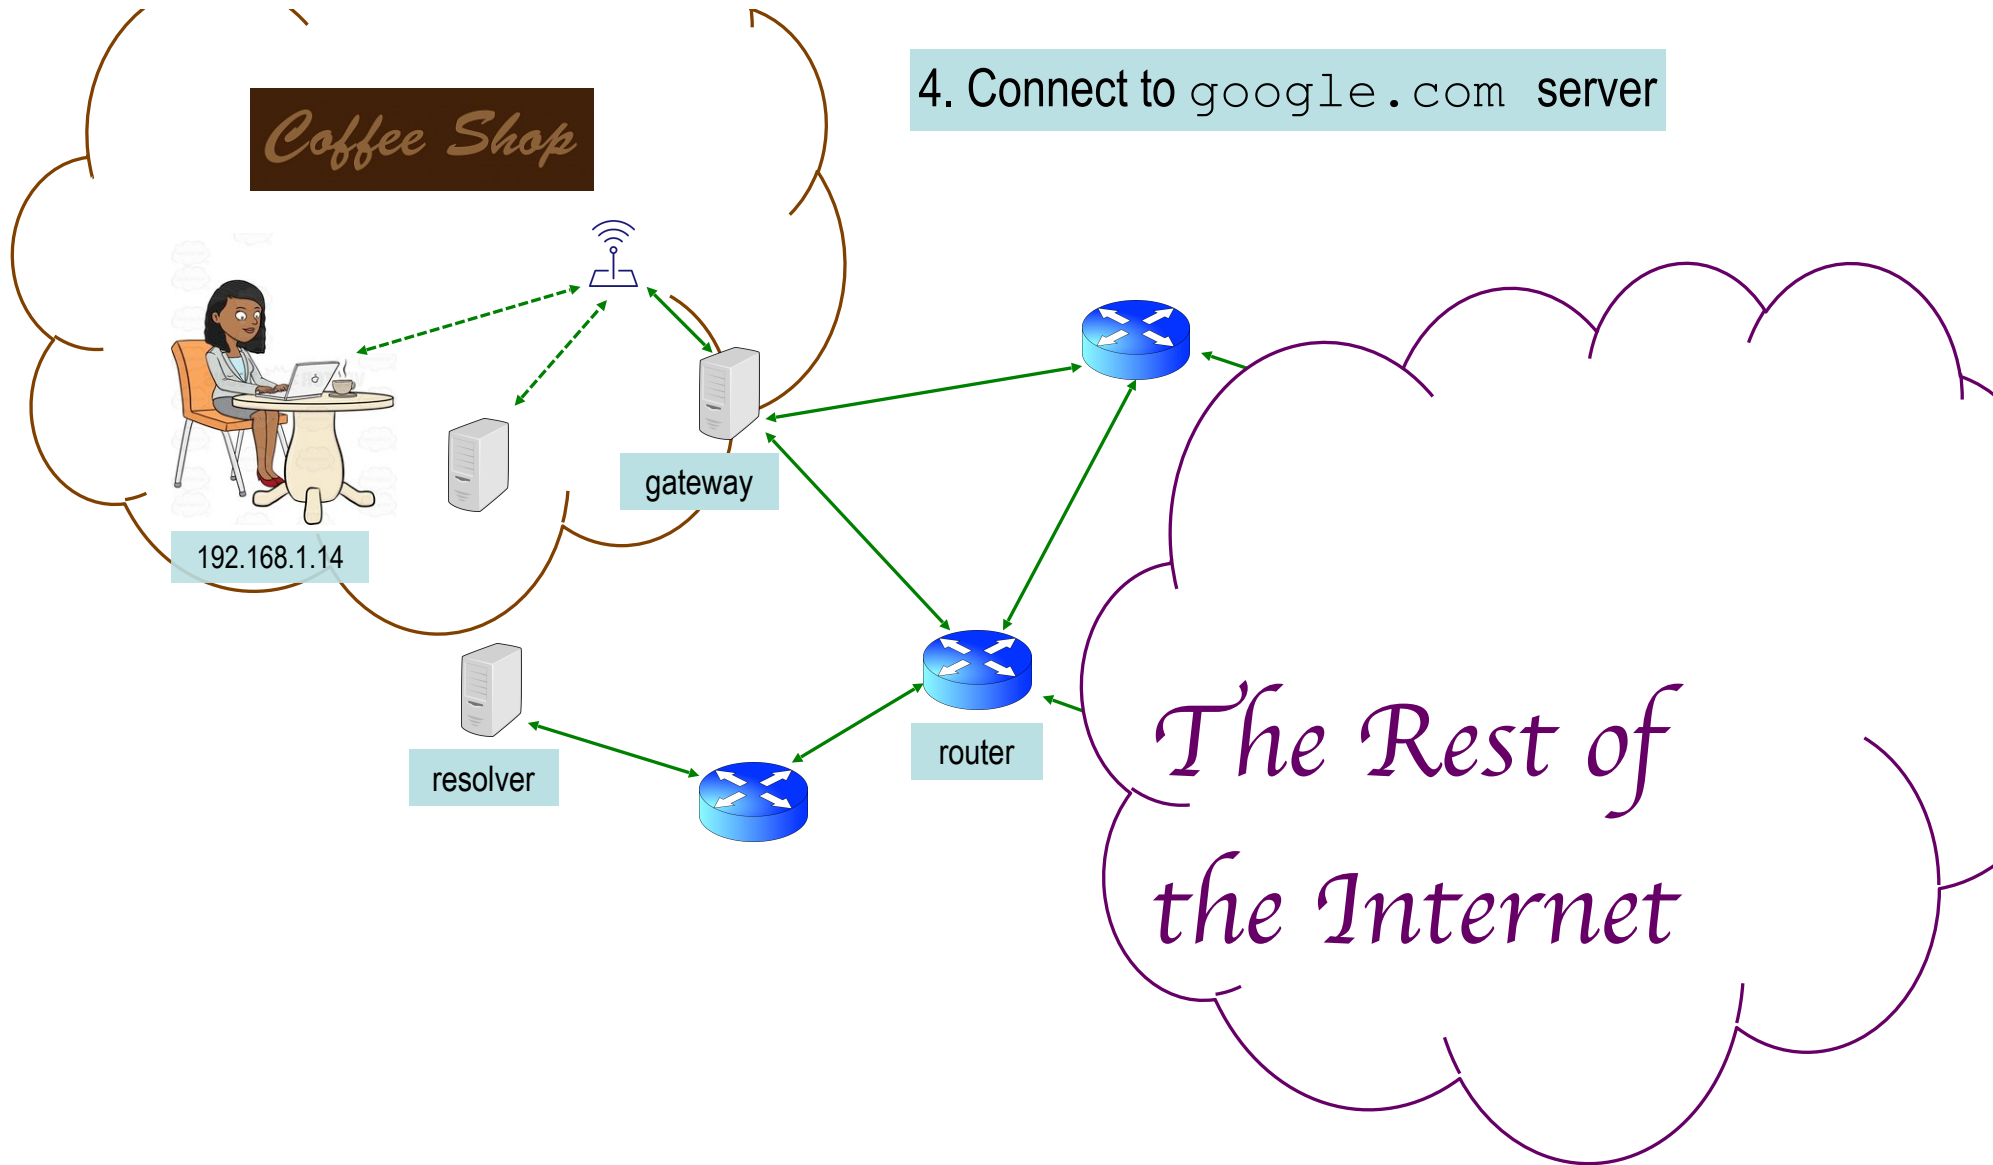 4. Connect to google.com server
Coffee Shop
gateway
192.168.1.14
router
resolver
The Rest of
the Internet